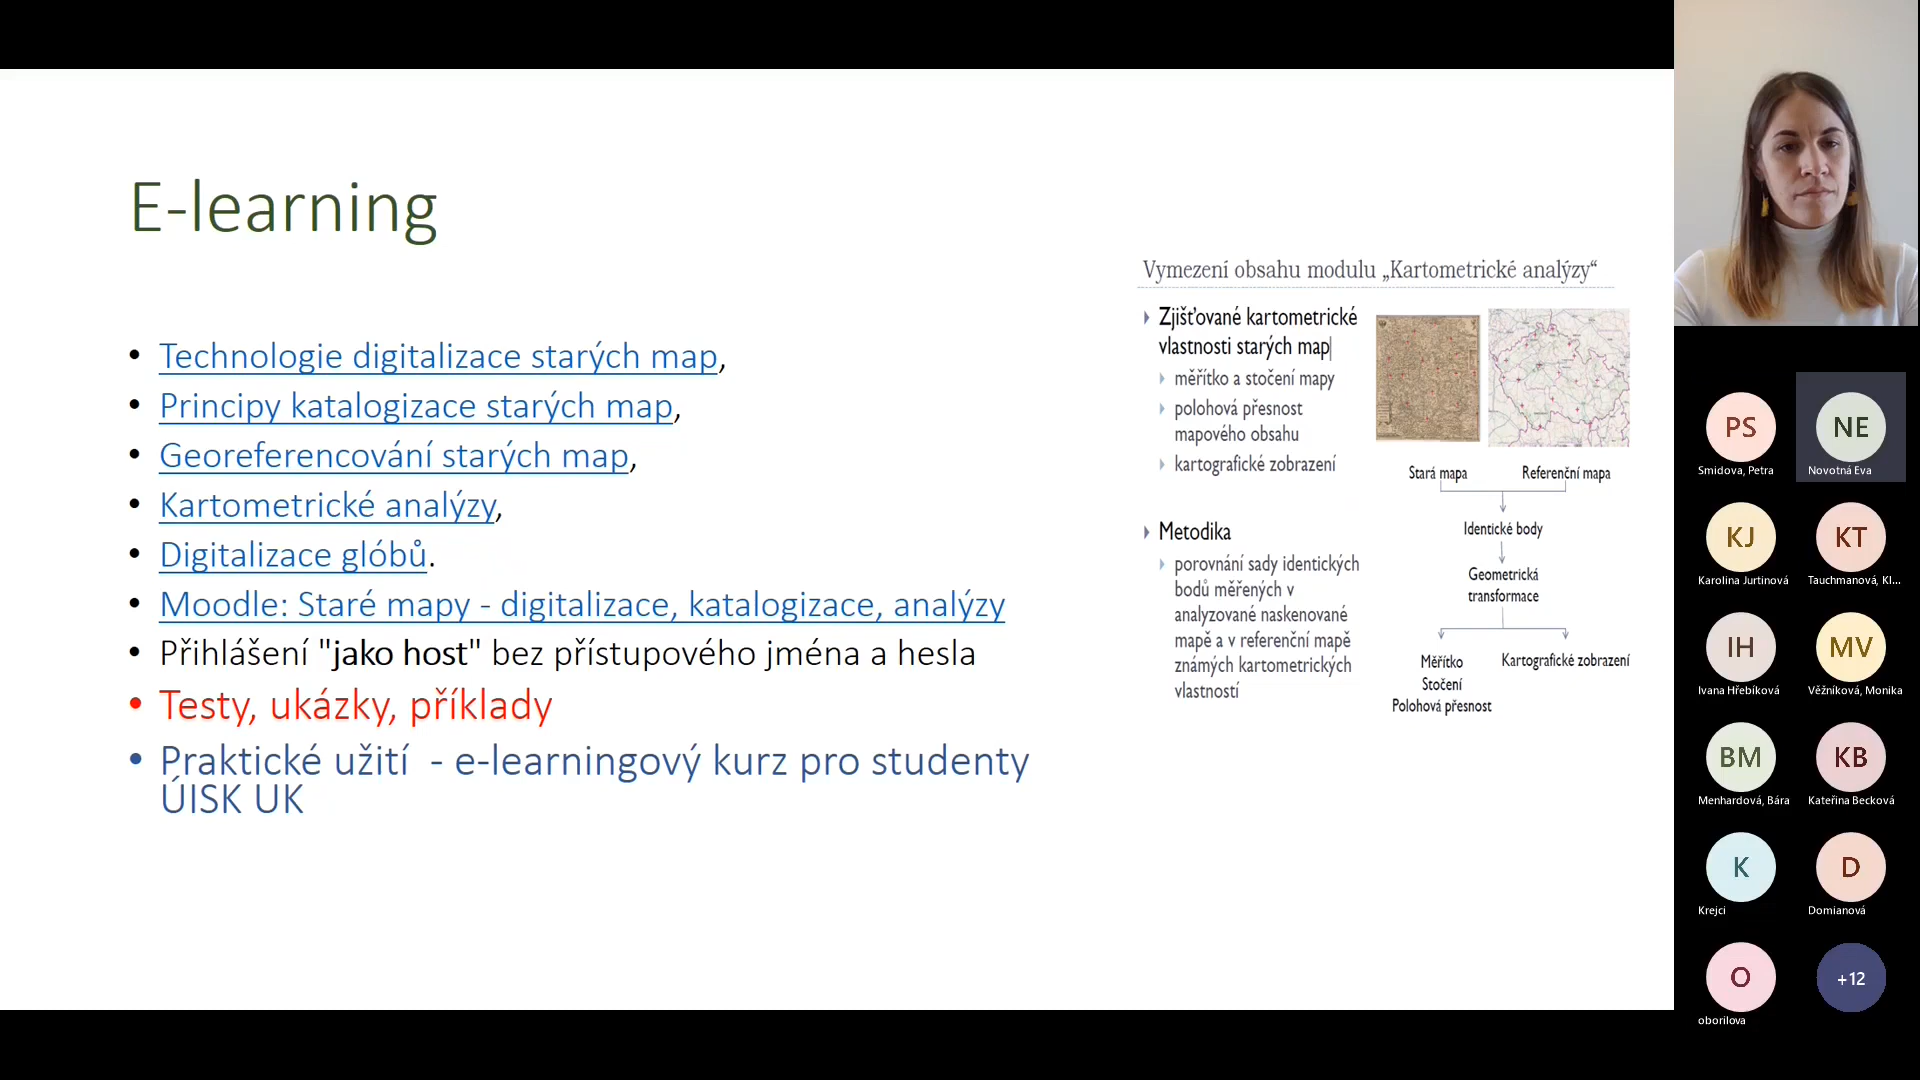 E-learning
• Technologie digitalizace starých map,
• Principy katalogizace starých map,
• Georeferencování starých map,
• Kartometrické analýzy,
• Digitalizace glóbů.
• Moodle: Staré mapy - digitalizace, katalogizace, analýzy
• Přihlášení "jako host" bez přístupového jména a hesla
• Testy, ukázky, příklady
• Praktické užití - e-learningový kurz pro studenty
ÚISK UK
Vymezení obsahu modulu „Kartometrické analýzy“
Zjišťované kartometrické
vlastnosti starých map
měřítko a stočení mapy
polohová přesnost
mapového obsahu
kartografické zobrazení
Metodika
porovnání sady identických
bodů měřených v
analyzované naskenované
mapě a v referenční mapě
známých kartometrických
vlastností
Stará mapa
Referenční mapa
Identické body
Geometrická
transformace
Měřítko
Stočení
Polohová přesnost
Kartografické zobrazení
PS
Smidova, Petra
NE
Novotná Eva
KJ
Karolina Jurtinová
KT
Tauchmanová, Kl...
IH
Ivana Hřebíková
MV
Věžníková, Monika
BM
Menhardová, Bára
KB
Kateřina Becková
K
Krejci
D
Domianová
O
oborilova
+12